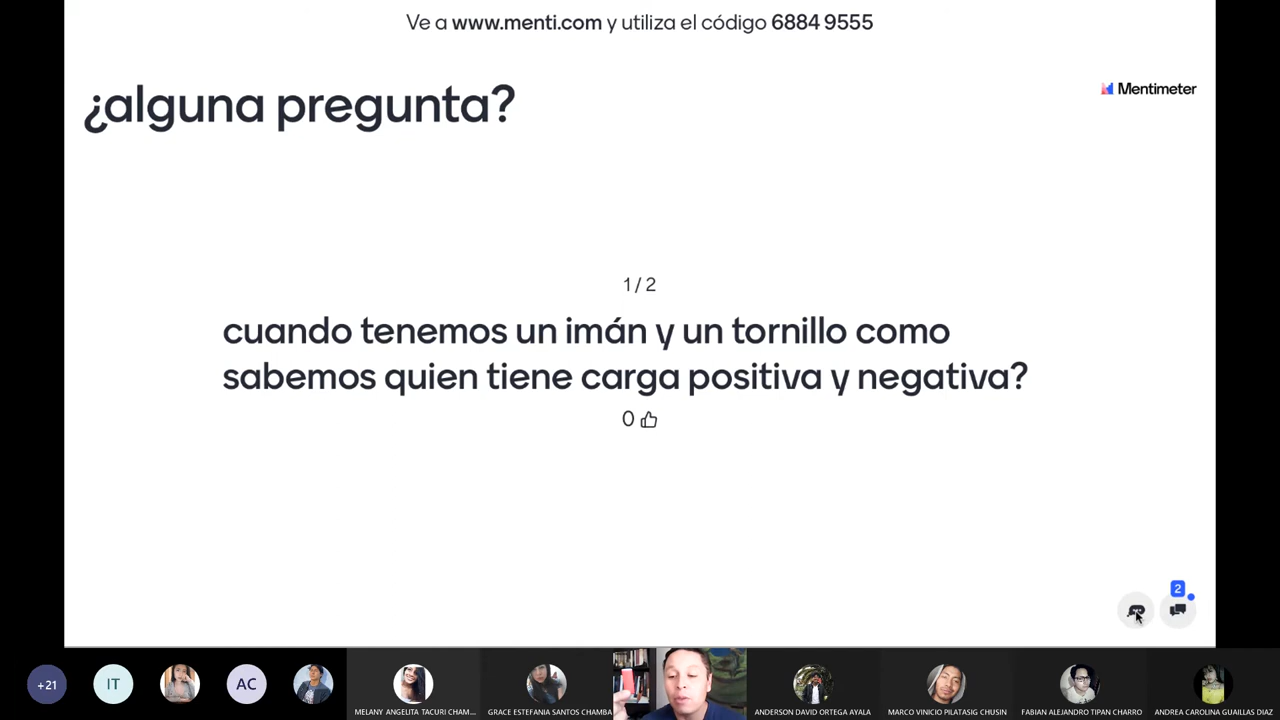 Ve a www.menti.com y utiliza el código 6884 9555
¿alguna pregunta?
Mentimeter
1 / 2
cuando tenemos un imán y un tornillo como
sabemos quien tiene carga positiva y negativa?
0
2
+21
IT
AC
MELANY ANGELITA TACURI CHAM...
GRACE ESTEFANIA SANTOS CHAMBA
ANDERSON DAVID ORTEGA AYALA
MARCO VINICIO PILATASIG CHUSIN
FABIAN ALEJANDRO TIPAN CHARRO
ANDREA CAROLINA GUAILLAS DIAZ